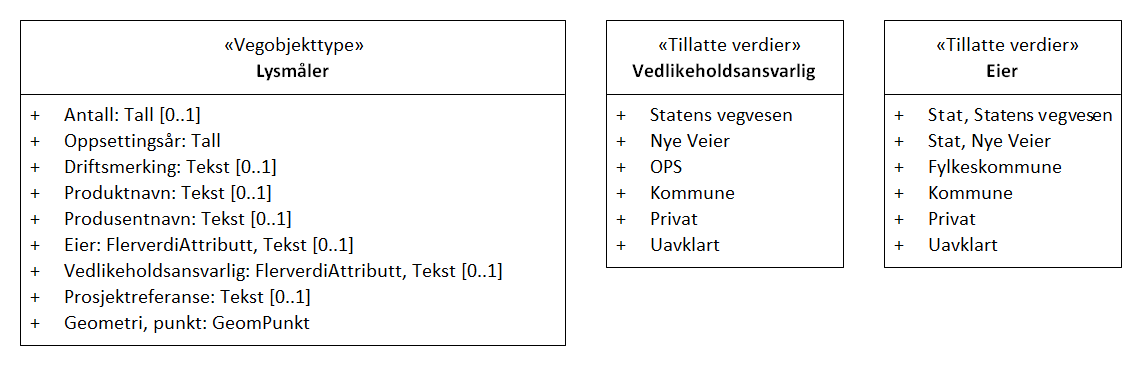 «Vegobjekttype»
Lysmåler
+ Antall: Tall [0..1]
+ Oppsettingsår: Tall
+ Driftsmerking: Tekst [0..1]
+ Produktnavn: Tekst [0..1]
+ Produsentnavn: Tekst [0..1]
+ Eier: FlerverdiAttributt, Tekst [0..1]
+ Vedlikeholdsansvarlig: FlerverdiAttributt, Tekst [0..1]
+ Prosjektreferanse: Tekst [0..1]
+ Geometri, punkt: GeomPunkt
«Tillatte verdier»
Vedlikeholdsansvarlig
+ Statens vegvesen
+ Nye Veier
+ OPS
+ Kommune
+ Privat
+ Uavklart
«Tillatte verdier»
Eier
+ Stat, Statens vegvesen
+ Stat, Nye Veier
+ Fylkeskommune
+ Kommune
+ Privat
+ Uavklart